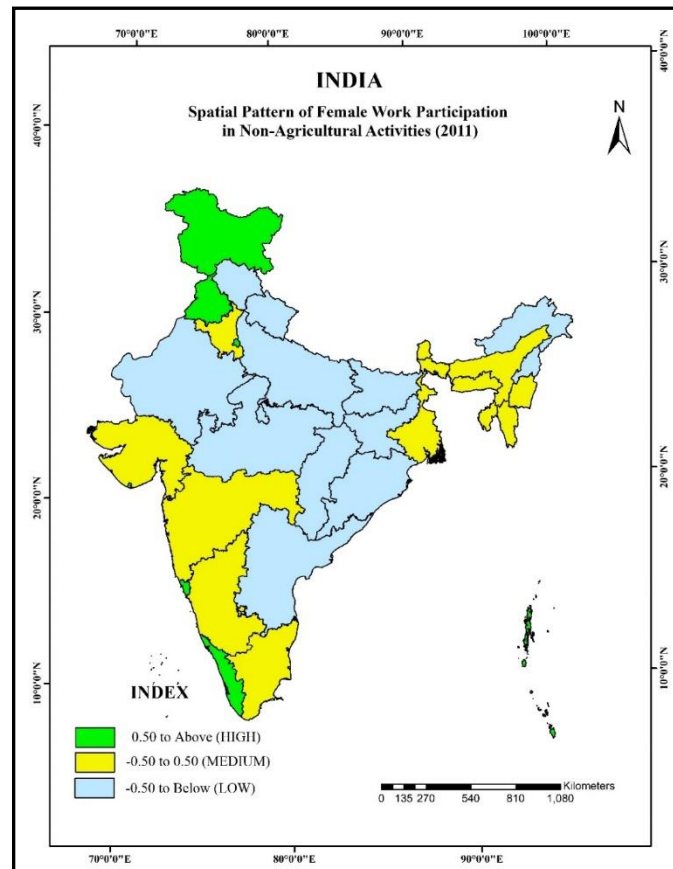 70°0'0"E 80°0'0"E 90°0'0"E 100°0'0"E
INDIA
Spatial Pattern of Female Work Participation
in Non-Agricultural Activities (2011)
N
40°0'0"N
40°0'0"N
30°0'0"N
30°0'0"N
20°0'0"N
20°0'0"N
10°0'0"N
10°0'0"N
INDEX
0.50 to Above (HIGH)
-0.50 to 0.50 (MEDIUM)
-0.50 to Below (LOW)
Kilometers
0 135 270 540 810 1,080
70°0'0"E 80°0'0"E 90°0'0"E